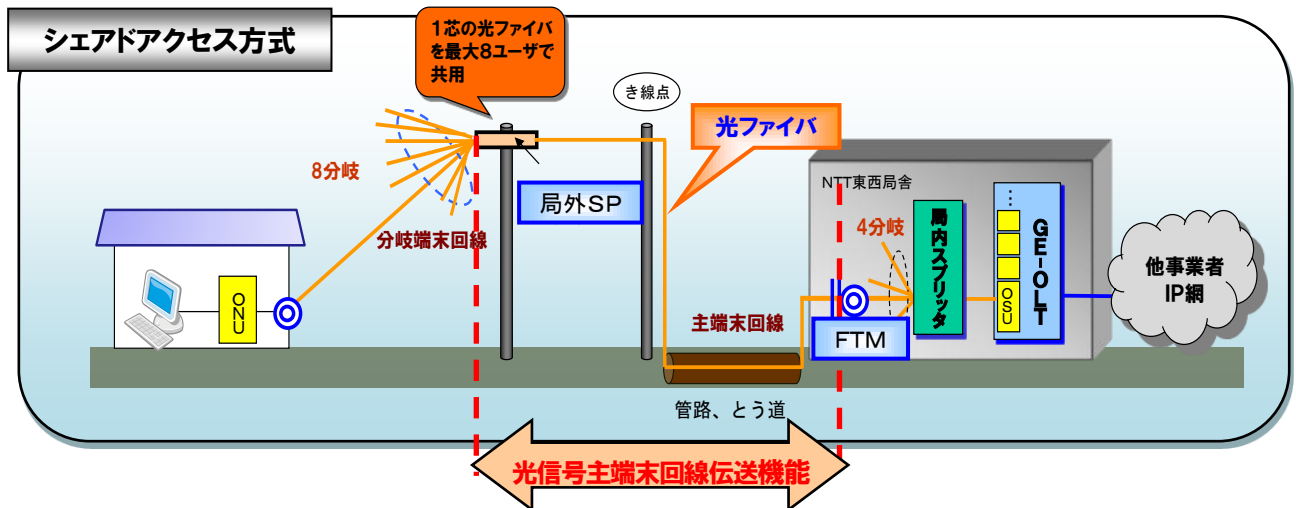 シェアドアクセス方式
1芯の光ファイバ
を最大8ユーザで
共用
き線点
光ファイバ
8分岐
局外SP
NTT東西局舎
4分岐
局内スプリッタ
GE-OLT
⋮
OSU
他事業者
IP網
分岐端末回線
ONU
主端末回線
FTM
管路、とう道
光信号主端末回線伝送機能